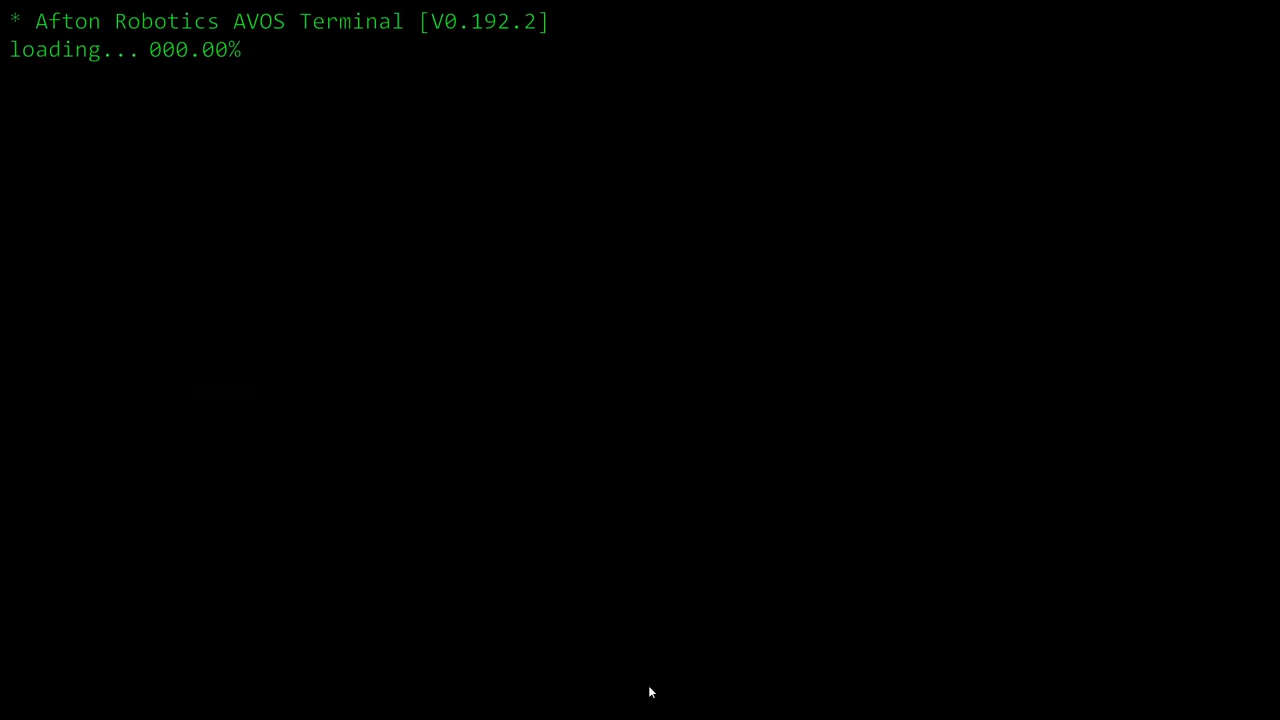 * Afton Robotics AVOS Terminal [V0.192.2]
loading... 000.00%